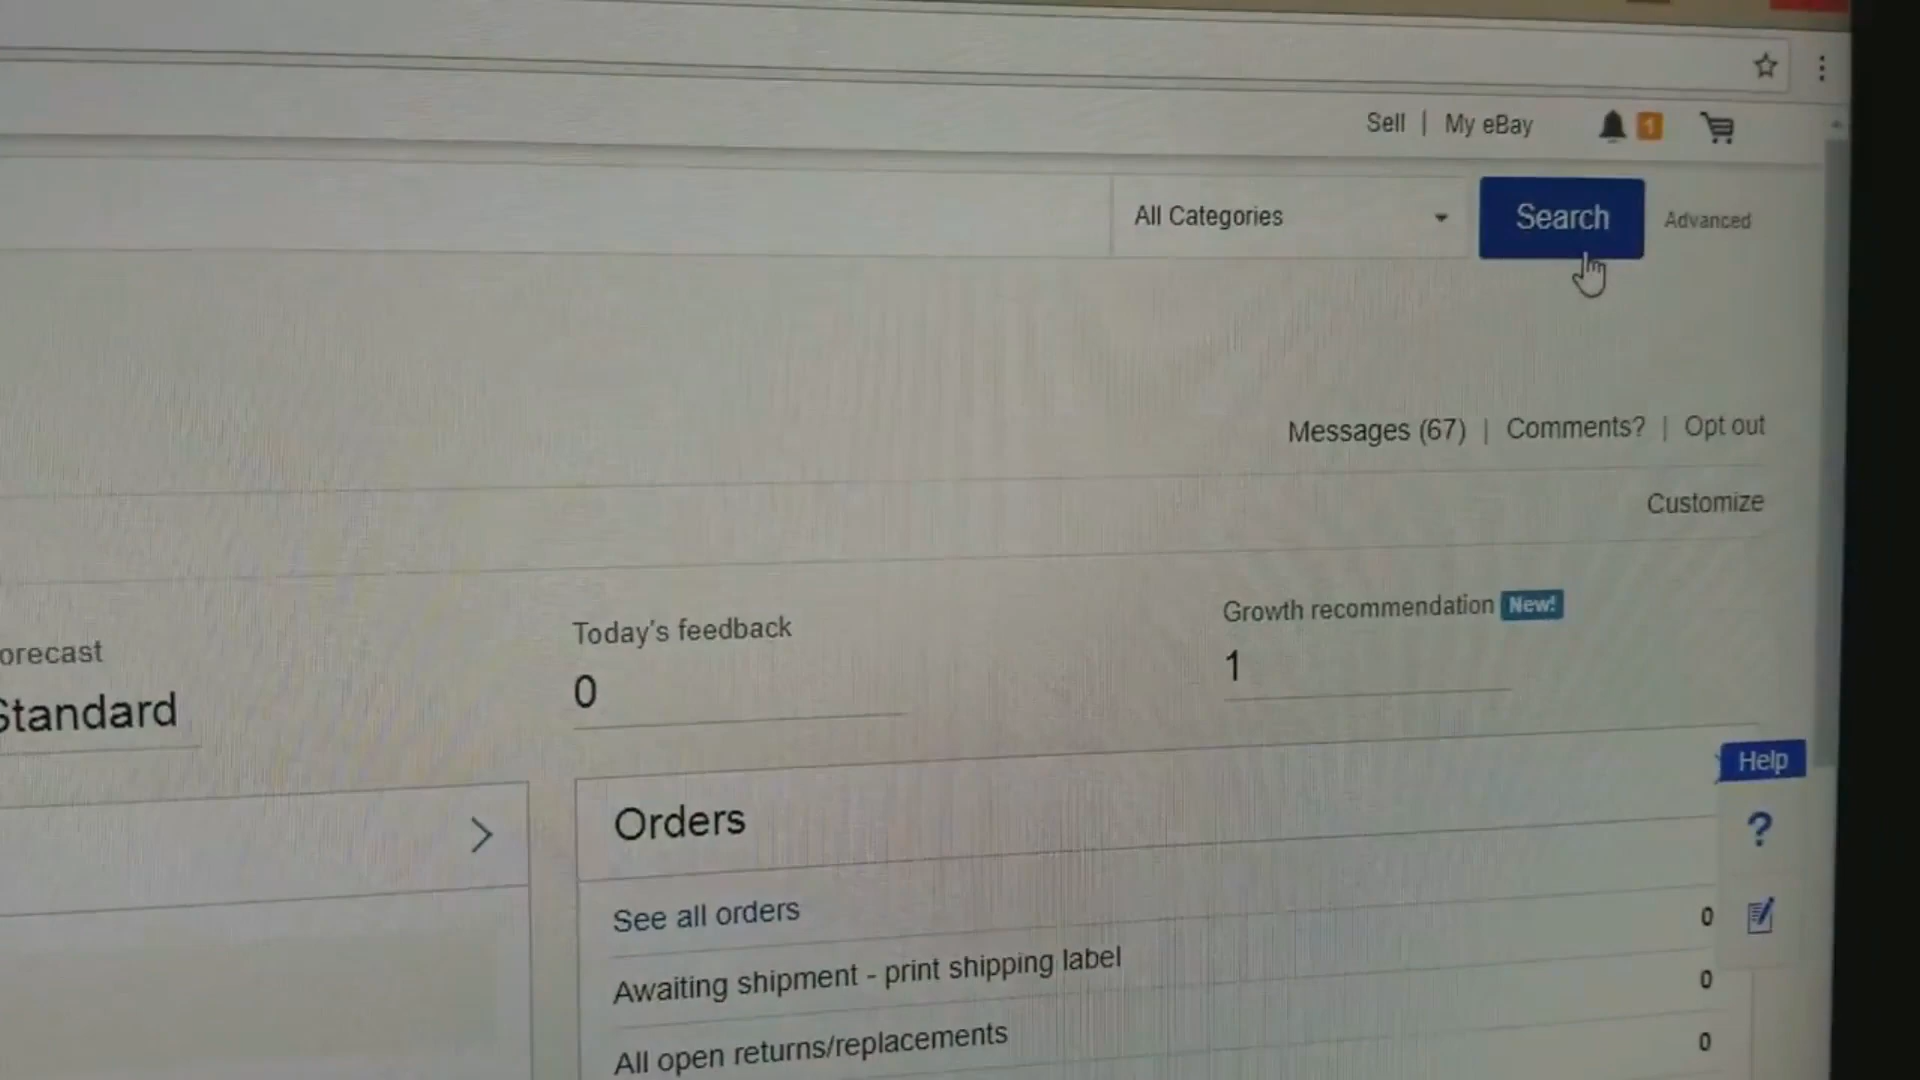 Sell | My eBay 1
All Categories Search Advanced
Messages (67) | Comments? | Opt out
Customize
Today's feedback
0
Growth recommendation New!
1
Standard
Help
?
Orders
See all orders 0
Awaiting shipment - print shipping label 0
All open returns/replacements 0